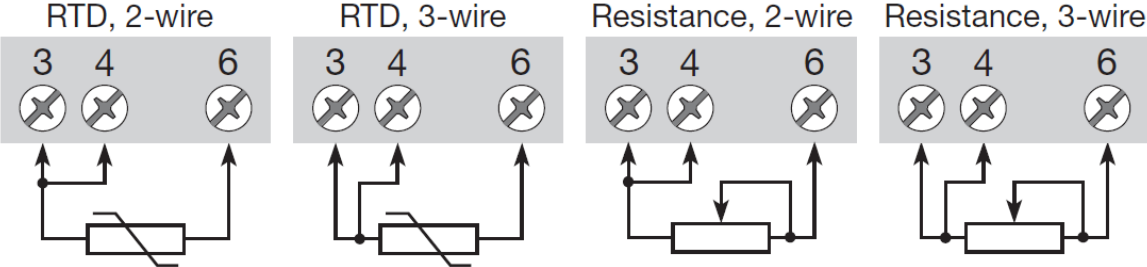 RTD, 2-wire RTD, 3-wire Resistance, 2-wire Resistance, 3-wire
3 4 6 3 4 6 3 4 6 3 4 6